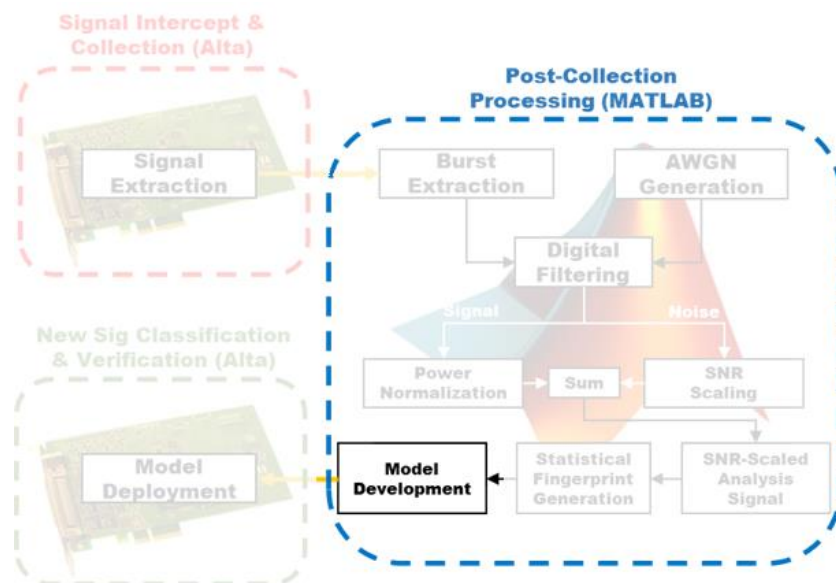 Signal Intercept &
Collection (Alta)
Signal
Extraction
Post-Collection
Processing (MATLAB)
Burst
Extraction
AWGN
Generation
Digital
Filtering
Signal
Noise
Power
Normalization
Sum
SNR
Scaling
New Sig Classification
& Verification (Alta)
Model
Deployment
Model
Development
Statistical
Fingerprint
Generation
SNR-Scaled
Analysis
Signal